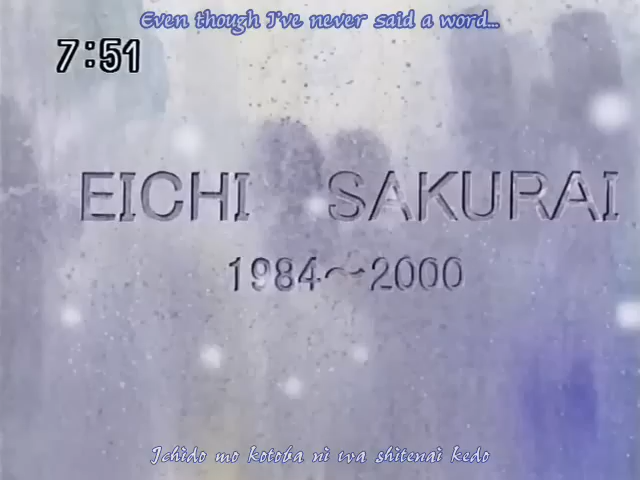 Even though I've never said a word...
7:51
EICHI SAKURAI
1984~2000
Ichido mo kotoba ni wa shitenai kedo